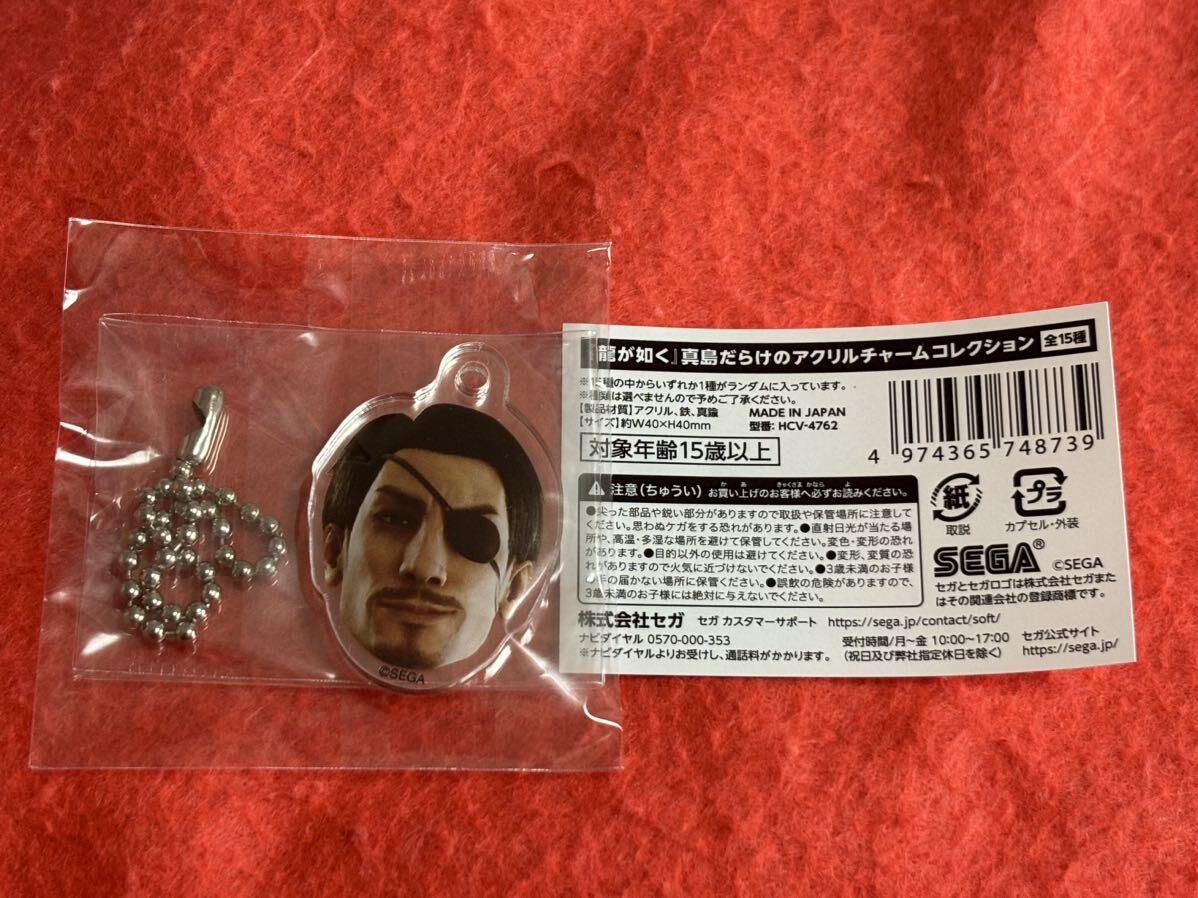 『龍が如く』真島だらけのアクリルチャームコレクション 全15種
※15種の中からいずれか1種がランダムに入っています。
※種類は選べませんので予めご了承ください。
【製品材質】アクリル、鉄、真鍮 MADE IN JAPAN
【サイズ】約W40×H40mm 型番: HCV-4762
対象年齢15歳以上
4 974365 748739
注意(ちゅうい) お買い上げのお客様へ必ずお読みください。
か あ きゃくさま かなら よ
●尖った部品や鋭い部分がありますので取扱や保管場所に注意して
ください。思わぬケガをする恐れがあります。●直射日光が当たる場
所や、高温・多湿な場所を避けて保管してください。変色・変形の恐れ
があります。●目的以外の使用は避けてください。●変形、変質の恐れ
がありますので火気に近づけないでください。●3歳未満のお子様
の手の届かない場所に保管ください。●誤飲の危険がありますので、
3歳未満のお子様には絶対に与えないでください。
紙
取説
プラ
カプセル・外装
SEGA® ©SEGA
セガとセガロゴは株式会社セガまた
はその関連会社の登録商標です。
株式会社セガ セガ カスタマーサポート https://sega.jp/contact/soft/
ナビダイヤル 0570-000-353 受付時間/月~金 10:00~17:00 セガ公式サイト
※ナビダイヤルよりお受けし、通話料がかかります。 (祝日及び弊社指定休日を除く) https://sega.jp/
©SEGA